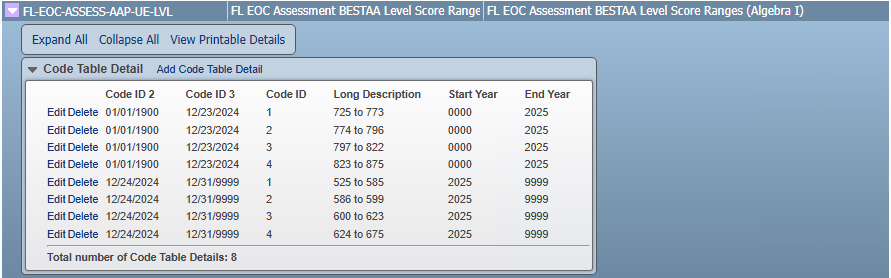 FL-EOC-ASSESS-AAP-UE-LVL FL EOC Assessment BESTAA Level Score Range FL EOC Assessment BESTAA Level Score Ranges (Algebra I)
Expand All Collapse All View Printable Details
Code Table Detail Add Code Table Detail
Code ID 2 Code ID 3 Code ID Long Description Start Year End Year
Edit Delete 01/01/1900 12/23/2024 1 725 to 773 0000 2025
Edit Delete 01/01/1900 12/23/2024 2 774 to 796 0000 2025
Edit Delete 01/01/1900 12/23/2024 3 797 to 822 0000 2025
Edit Delete 01/01/1900 12/23/2024 4 823 to 875 0000 2025
Edit Delete 12/24/2024 12/31/9999 1 525 to 585 2025 9999
Edit Delete 12/24/2024 12/31/9999 2 586 to 599 2025 9999
Edit Delete 12/24/2024 12/31/9999 3 600 to 623 2025 9999
Edit Delete 12/24/2024 12/31/9999 4 624 to 675 2025 9999
Total number of Code Table Details: 8